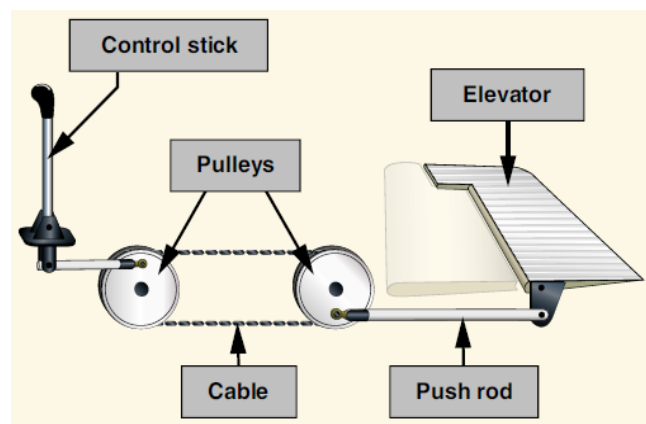 Control stick
Elevator
Pulleys
Cable
Push rod